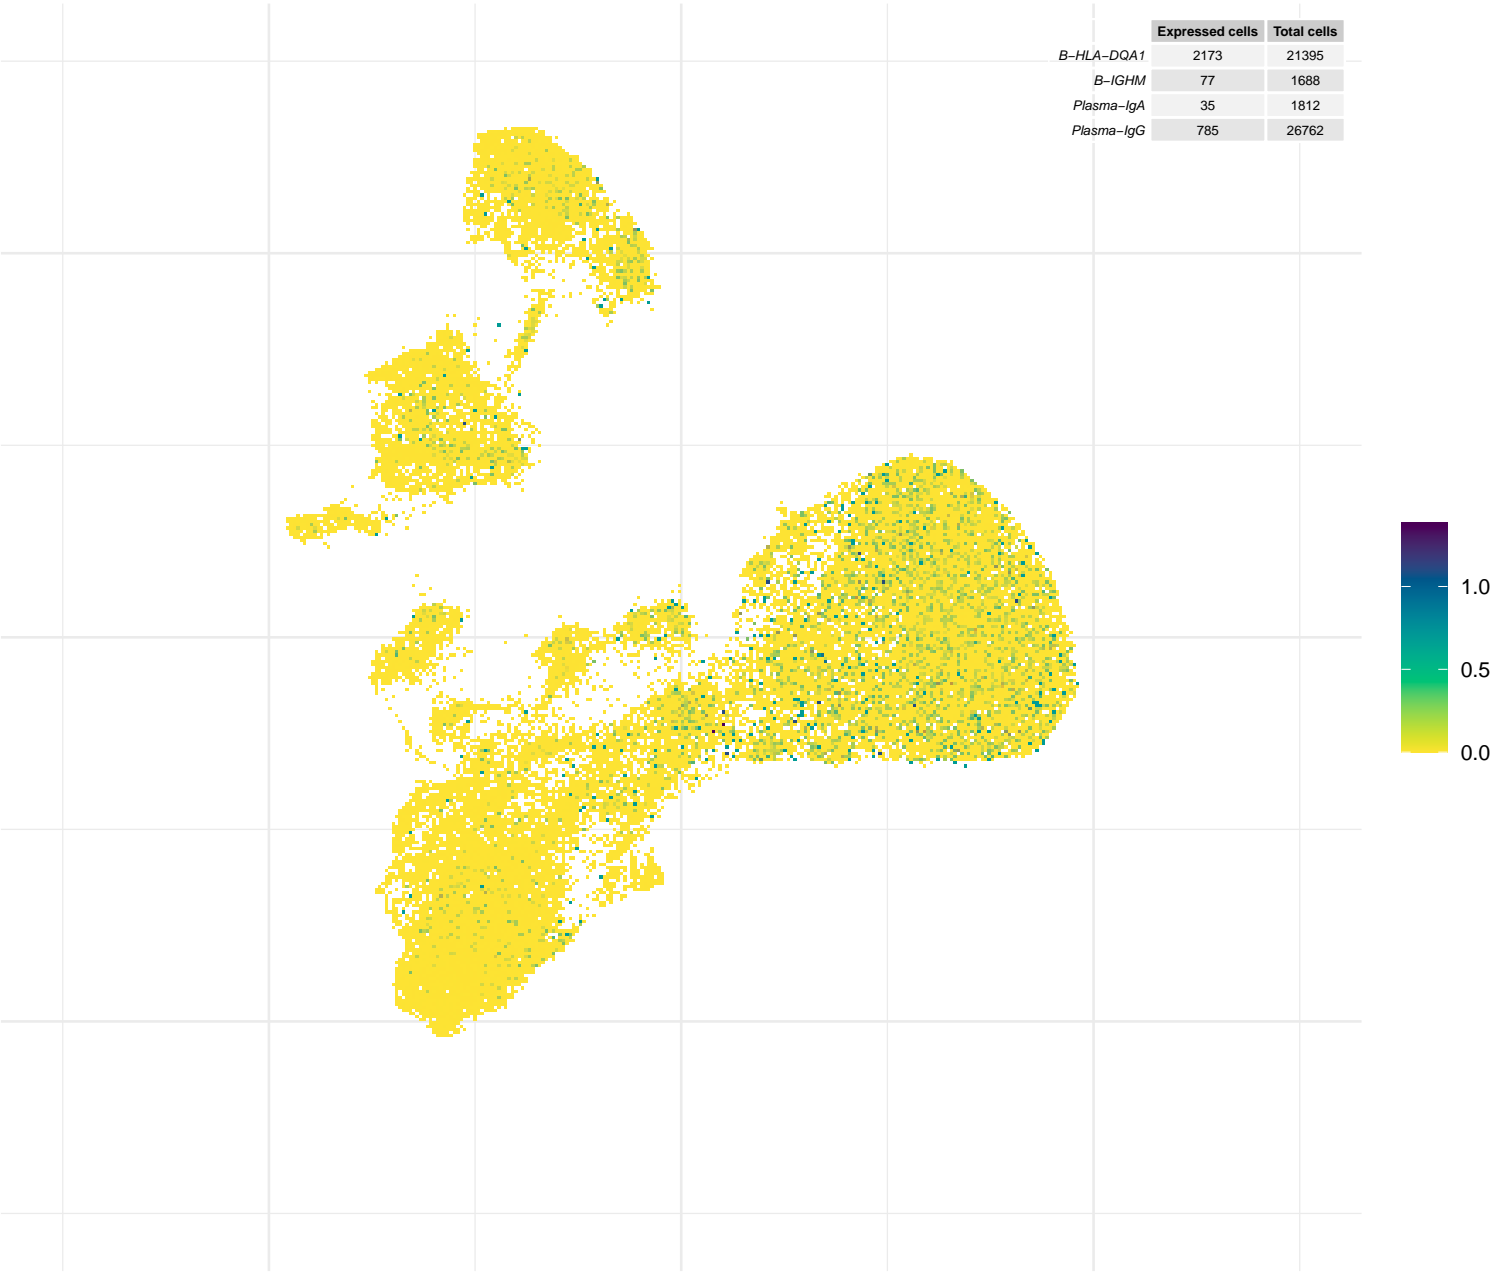 Expressed cells Total cells
B−HLA−DQA1 2173 21395
B−IGHM 77 1688
Plasma−IgA 35 1812
Plasma−IgG 785 26762
1.0
0.5
0.0